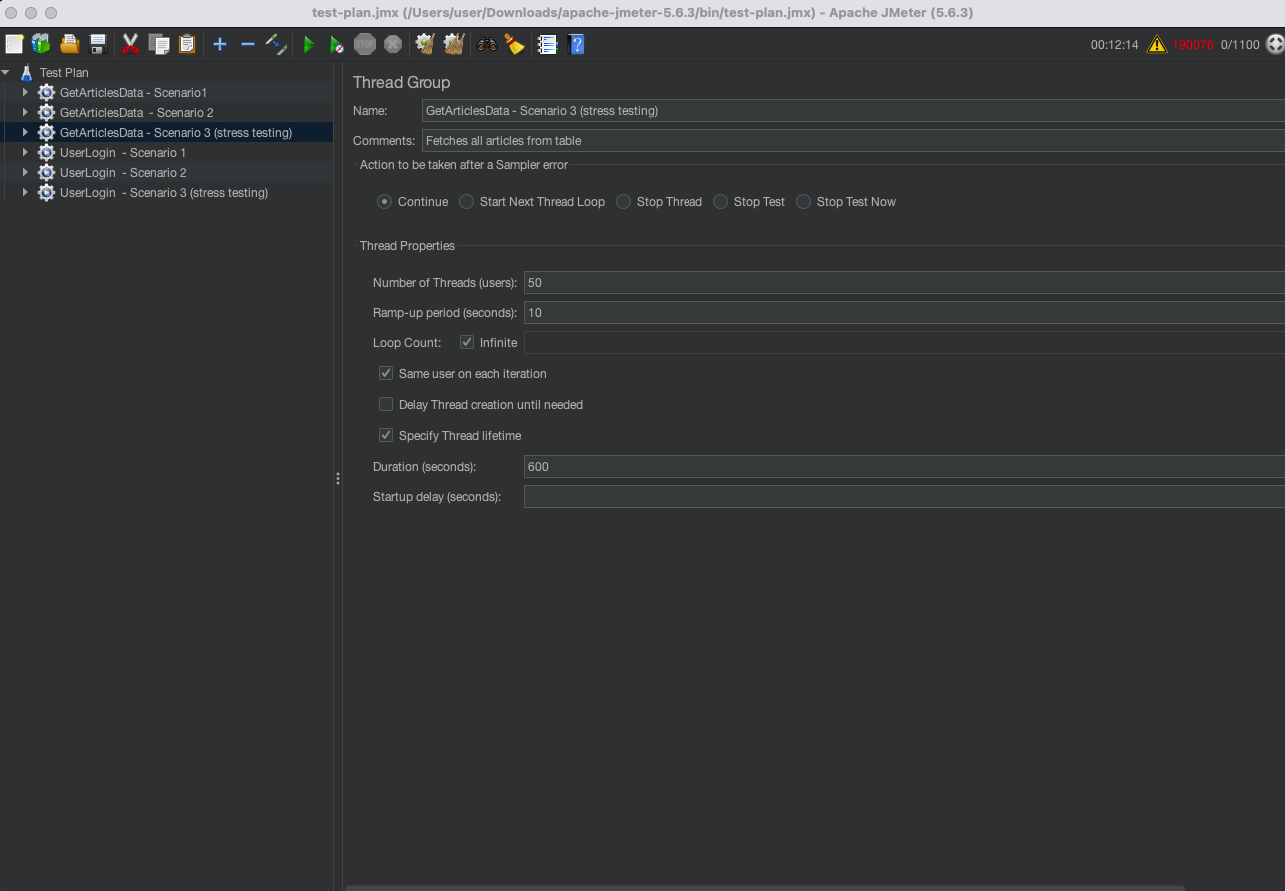 test-plan.jmx (/Users/user/Downloads/apache-jmeter-5.6.3/bin/test-plan.jmx) - Apache JMeter (5.6.3)
STOP 00:12:14 190076 0/1100
Test Plan
GetArticlesData - Scenario1
GetArticlesData - Scenario 2
GetArticlesData - Scenario 3 (stress testing)
UserLogin - Scenario 1
UserLogin - Scenario 2
UserLogin - Scenario 3 (stress testing)
Thread Group
Name: GetArticlesData - Scenario 3 (stress testing)
Comments: Fetches all articles from table
Action to be taken after a Sampler error
Continue Start Next Thread Loop Stop Thread Stop Test Stop Test Now
Thread Properties
Number of Threads (users): 50
Ramp-up period (seconds): 10
Loop Count: Infinite
Same user on each iteration
Delay Thread creation until needed
Specify Thread lifetime
Duration (seconds): 600
Startup delay (seconds):